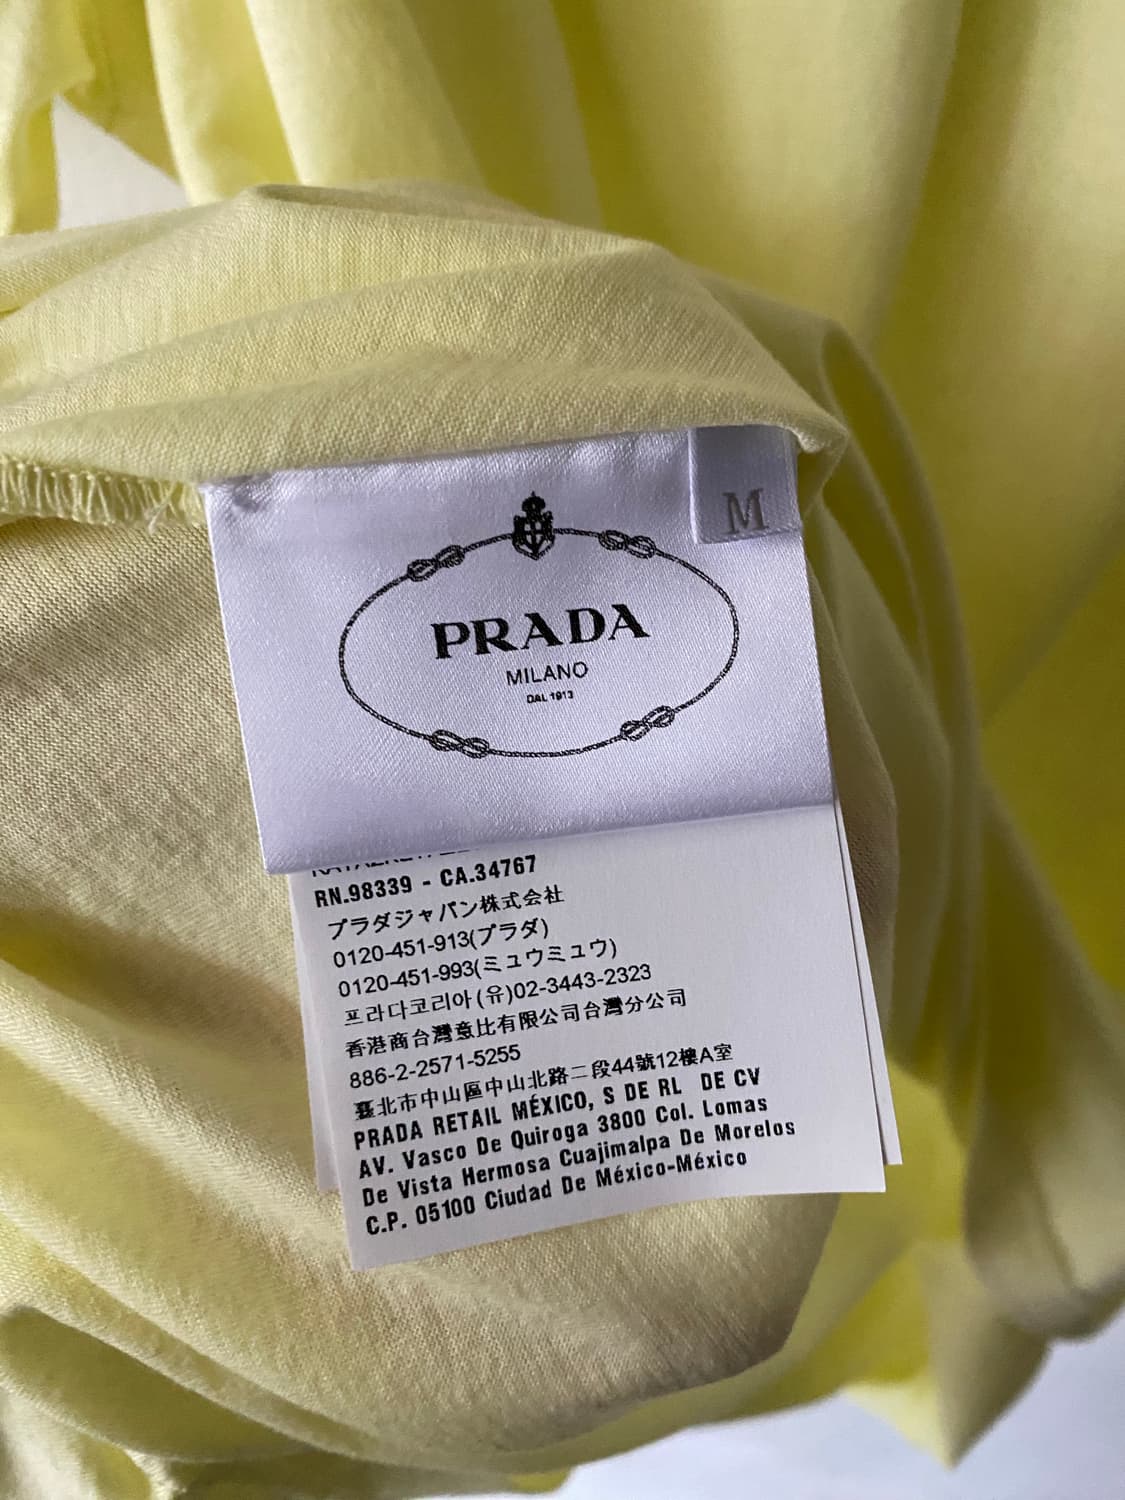 M
PRADA
MILANO
DAL 1913
RN.98339 - CA.34767
プラダジャパン株式会社
0120-451-913(プラダ)
0120-451-993(ミュウミュウ)
프라다코리아(유)02-3443-2323
香港商台灣意比有限公司台灣分公司
886-2-2571-5255
臺北市中山區中山北路二段44號12樓A室
PRADA RETAIL MÉXICO, S DE RL DE CV
AV. Vasco De Quiroga 3800 Col. Lomas
De Vista Hermosa Cuajimalpa De Morelos
C.P. 05100 Ciudad De México-México